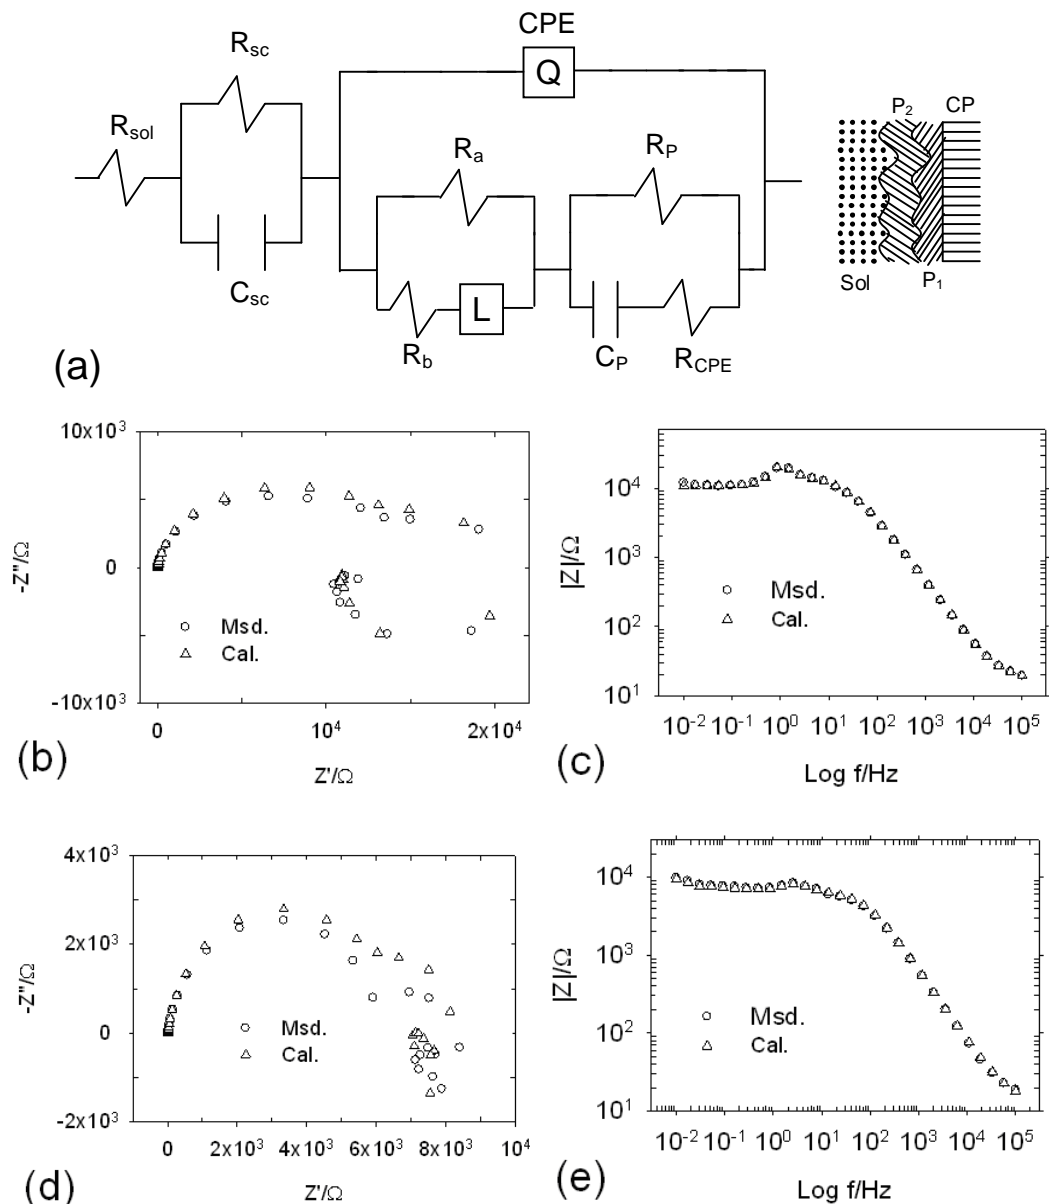 CPE
Q
R_sc
R_sol
C_sc
R_a
R_P
R_b
L
C_P
R_CPE
P_2
CP
Sol
P_1
(a)
10x10^3
0
-10x10^3
-Z"/Ω
Msd.
Cal.
0
10^4
2x10^4
Z'/Ω
(b)
10^4
10^3
10^2
10^1
|Z|/Ω
Msd.
Cal.
10^-2 10^-1 10^0 10^1 10^2 10^3 10^4 10^5
Log f/Hz
(c)
4x10^3
2x10^3
0
-2x10^3
-Z"/Ω
Msd.
Cal.
0 2x10^3 4x10^3 6x10^3 8x10^3 10^4
Z'/Ω
(d)
10^4
10^3
10^2
10^1
|Z|/Ω
Msd.
Cal.
10^-2 10^-1 10^0 10^1 10^2 10^3 10^4 10^5
Log f/Hz
(e)